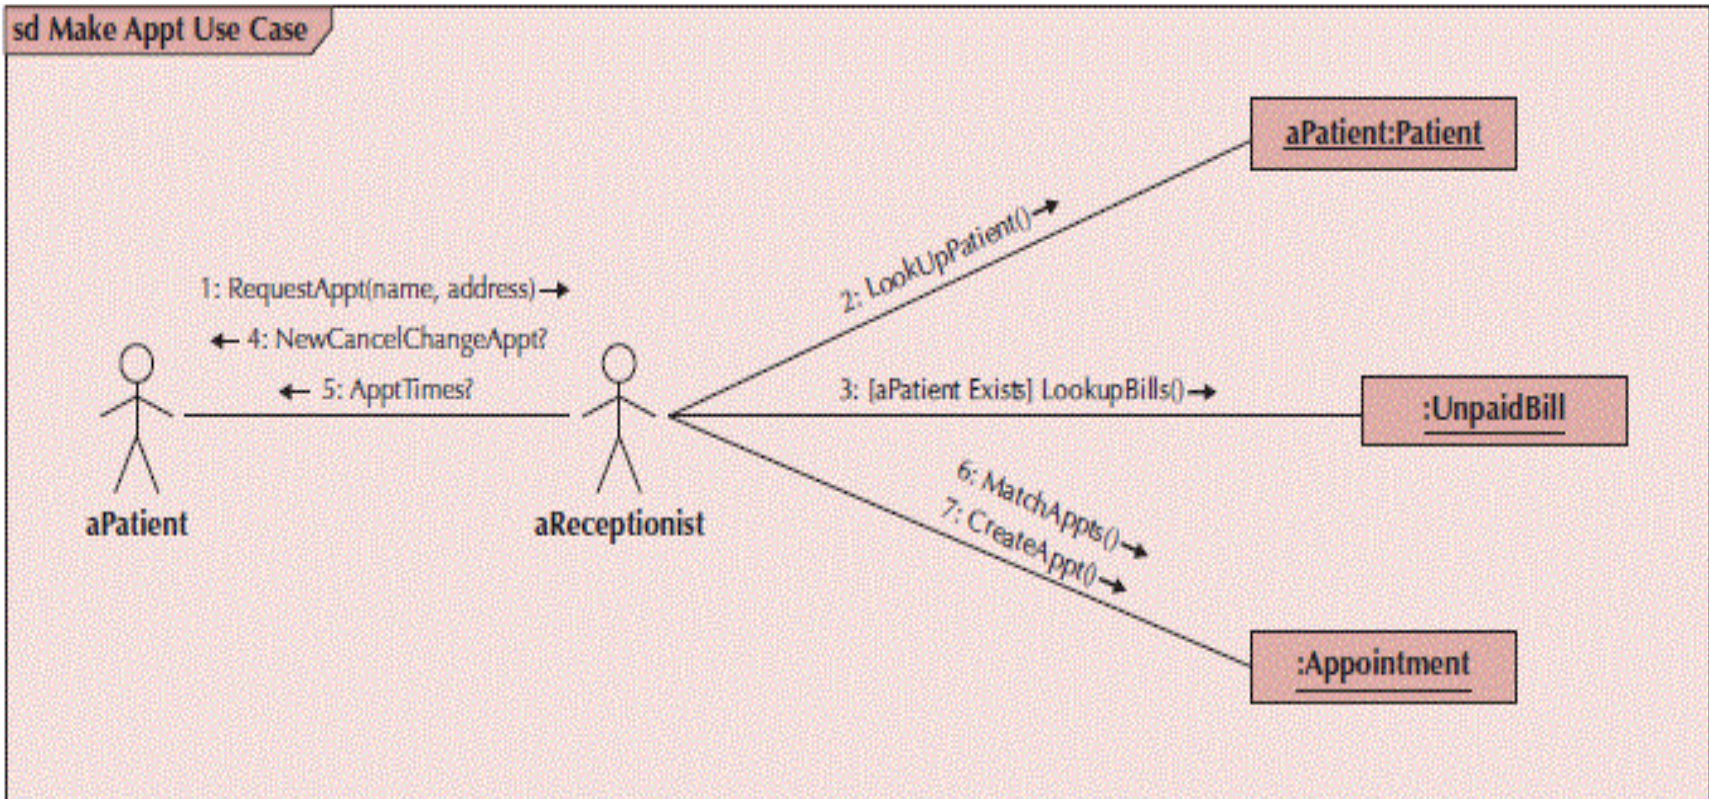 sd Make Appt Use Case
aPatient:Patient
2: LookUpPatient()
1: RequestAppt(name, address)
4: NewCancelChangeAppt?
5: ApptTimes?
3: [aPatient Exists] LookupBills()
:UnpaidBill
6: MatchAppts()
7: CreateAppt()
aPatient
aReceptionist
:Appointment